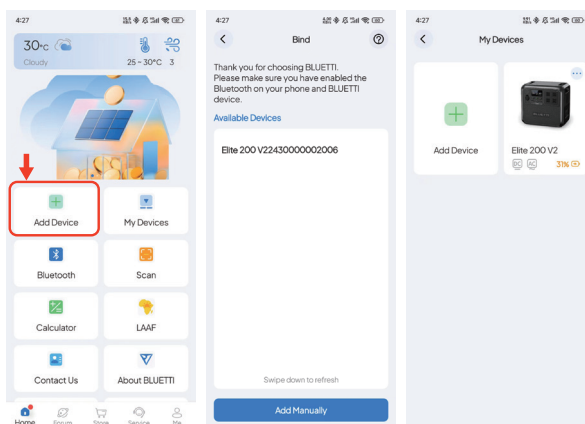 4:27
30°C
Cloudy
25 ~ 30°C 3
Add Device
My Devices
Bluetooth
Scan
Calculator
LAAF
Contact Us
About BLUETTI
Home Forum Store Service Me
4:27
Bind
Thank you for choosing BLUETTI.
Please make sure you have enabled the
Bluetooth on your phone and BLUETTI
device.
Available Devices
Elite 200 V22430000002006
Swipe down to refresh
Add Manually
4:27
My Devices
Add Device
Elite 200 V2
DC AC 31%